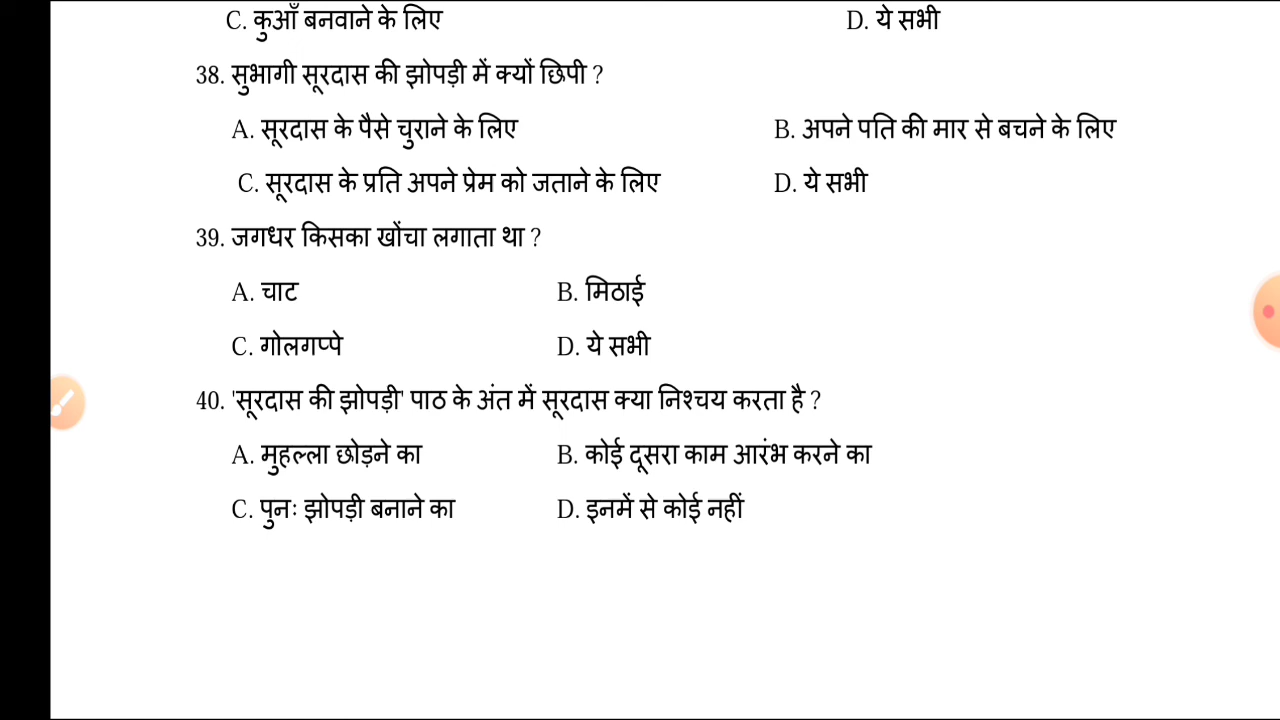 C. कुआँ बनवाने के लिए D. ये सभी
38. सुभागी सूरदास की झोपड़ी में क्यों छिपी ?
A. सूरदास के पैसे चुराने के लिए B. अपने पति की मार से बचने के लिए
C. सूरदास के प्रति अपने प्रेम को जताने के लिए D. ये सभी
39. जगधर किसका खोंचा लगाता था ?
A. चाट B. मिठाई
C. गोलगप्पे D. ये सभी
40. 'सूरदास की झोपड़ी' पाठ के अंत में सूरदास क्या निश्चय करता है ?
A. मुहल्ला छोड़ने का B. कोई दूसरा काम आरंभ करने का
C. पुनः झोपड़ी बनाने का D. इनमें से कोई नहीं